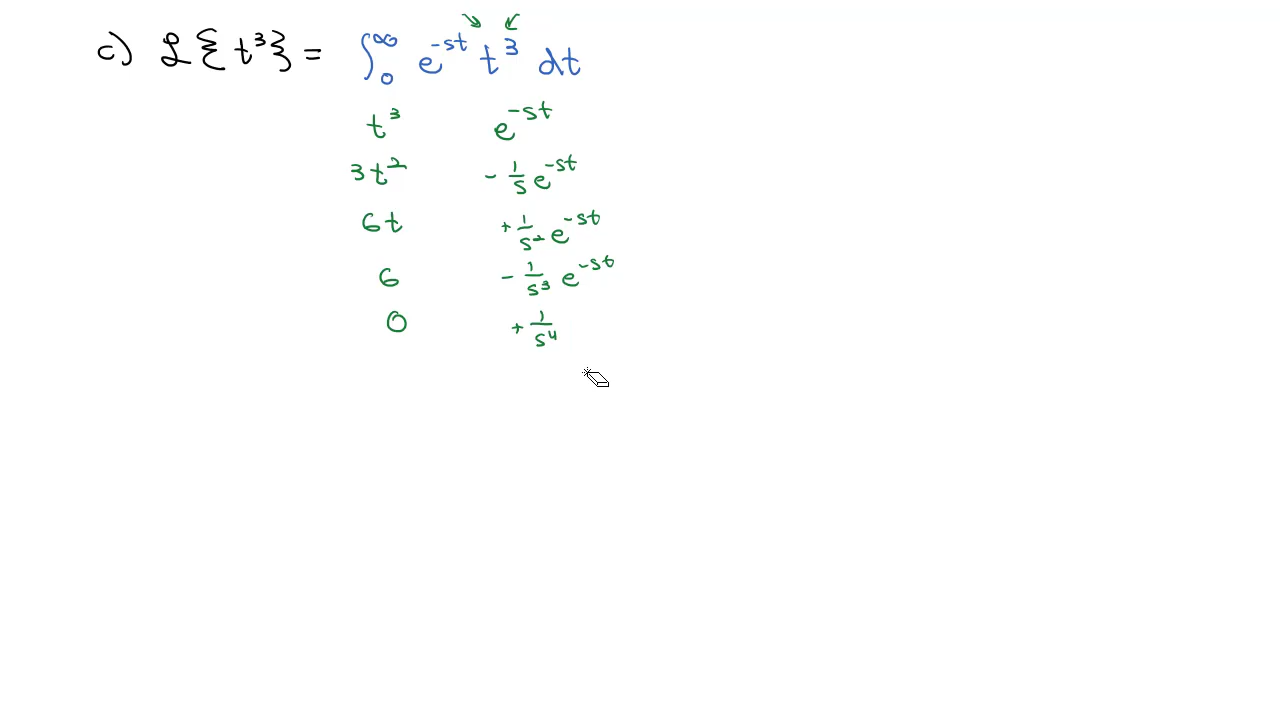 c) ℒ{t³} = ∫₀^∞ e^{-st} t³ dt
t³ e^{-st}
3t² -1/s e^{-st}
6t +1/s² e^{-st}
6 -1/s³ e^{-st}
0 +1/s⁴